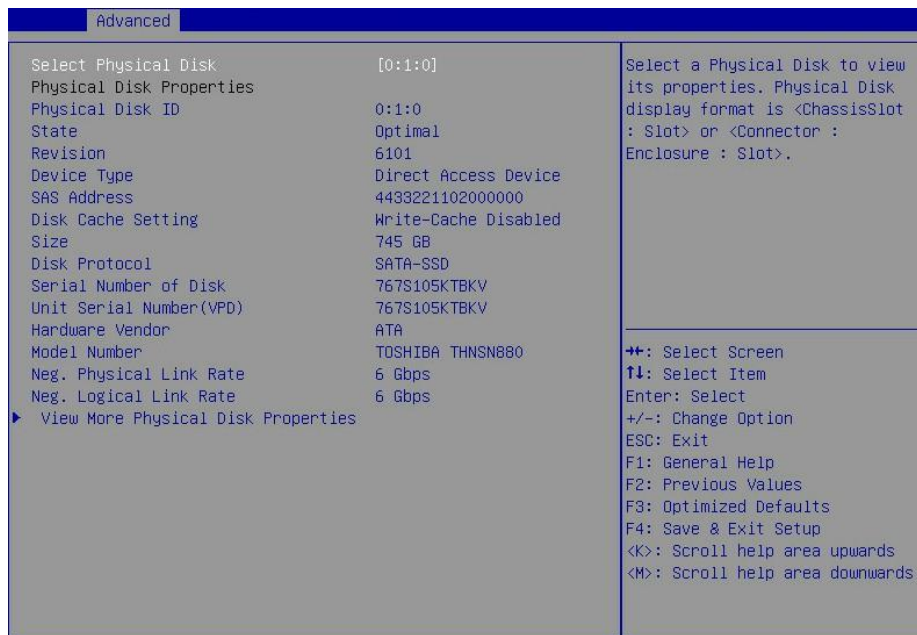 Advanced
Select Physical Disk [0:1:0]
Physical Disk Properties
Physical Disk ID 0:1:0
State Optimal
Revision 6101
Device Type Direct Access Device
SAS Address 4433221102000000
Disk Cache Setting Write-Cache Disabled
Size 745 GB
Disk Protocol SATA-SSD
Serial Number of Disk 767S105KTBKV
Unit Serial Number(VPD) 767S105KTBKV
Hardware Vendor ATA
Model Number TOSHIBA THNSN880
Neg. Physical Link Rate 6 Gbps
Neg. Logical Link Rate 6 Gbps
View More Physical Disk Properties
Select a Physical Disk to view
its properties. Physical Disk
display format is <ChassisSlot
: Slot> or <Connector :
Enclosure : Slot>.
→←: Select Screen
↑↓: Select Item
Enter: Select
+/-: Change Option
ESC: Exit
F1: General Help
F2: Previous Values
F3: Optimized Defaults
F4: Save & Exit Setup
<K>: Scroll help area upwards
<M>: Scroll help area downwards